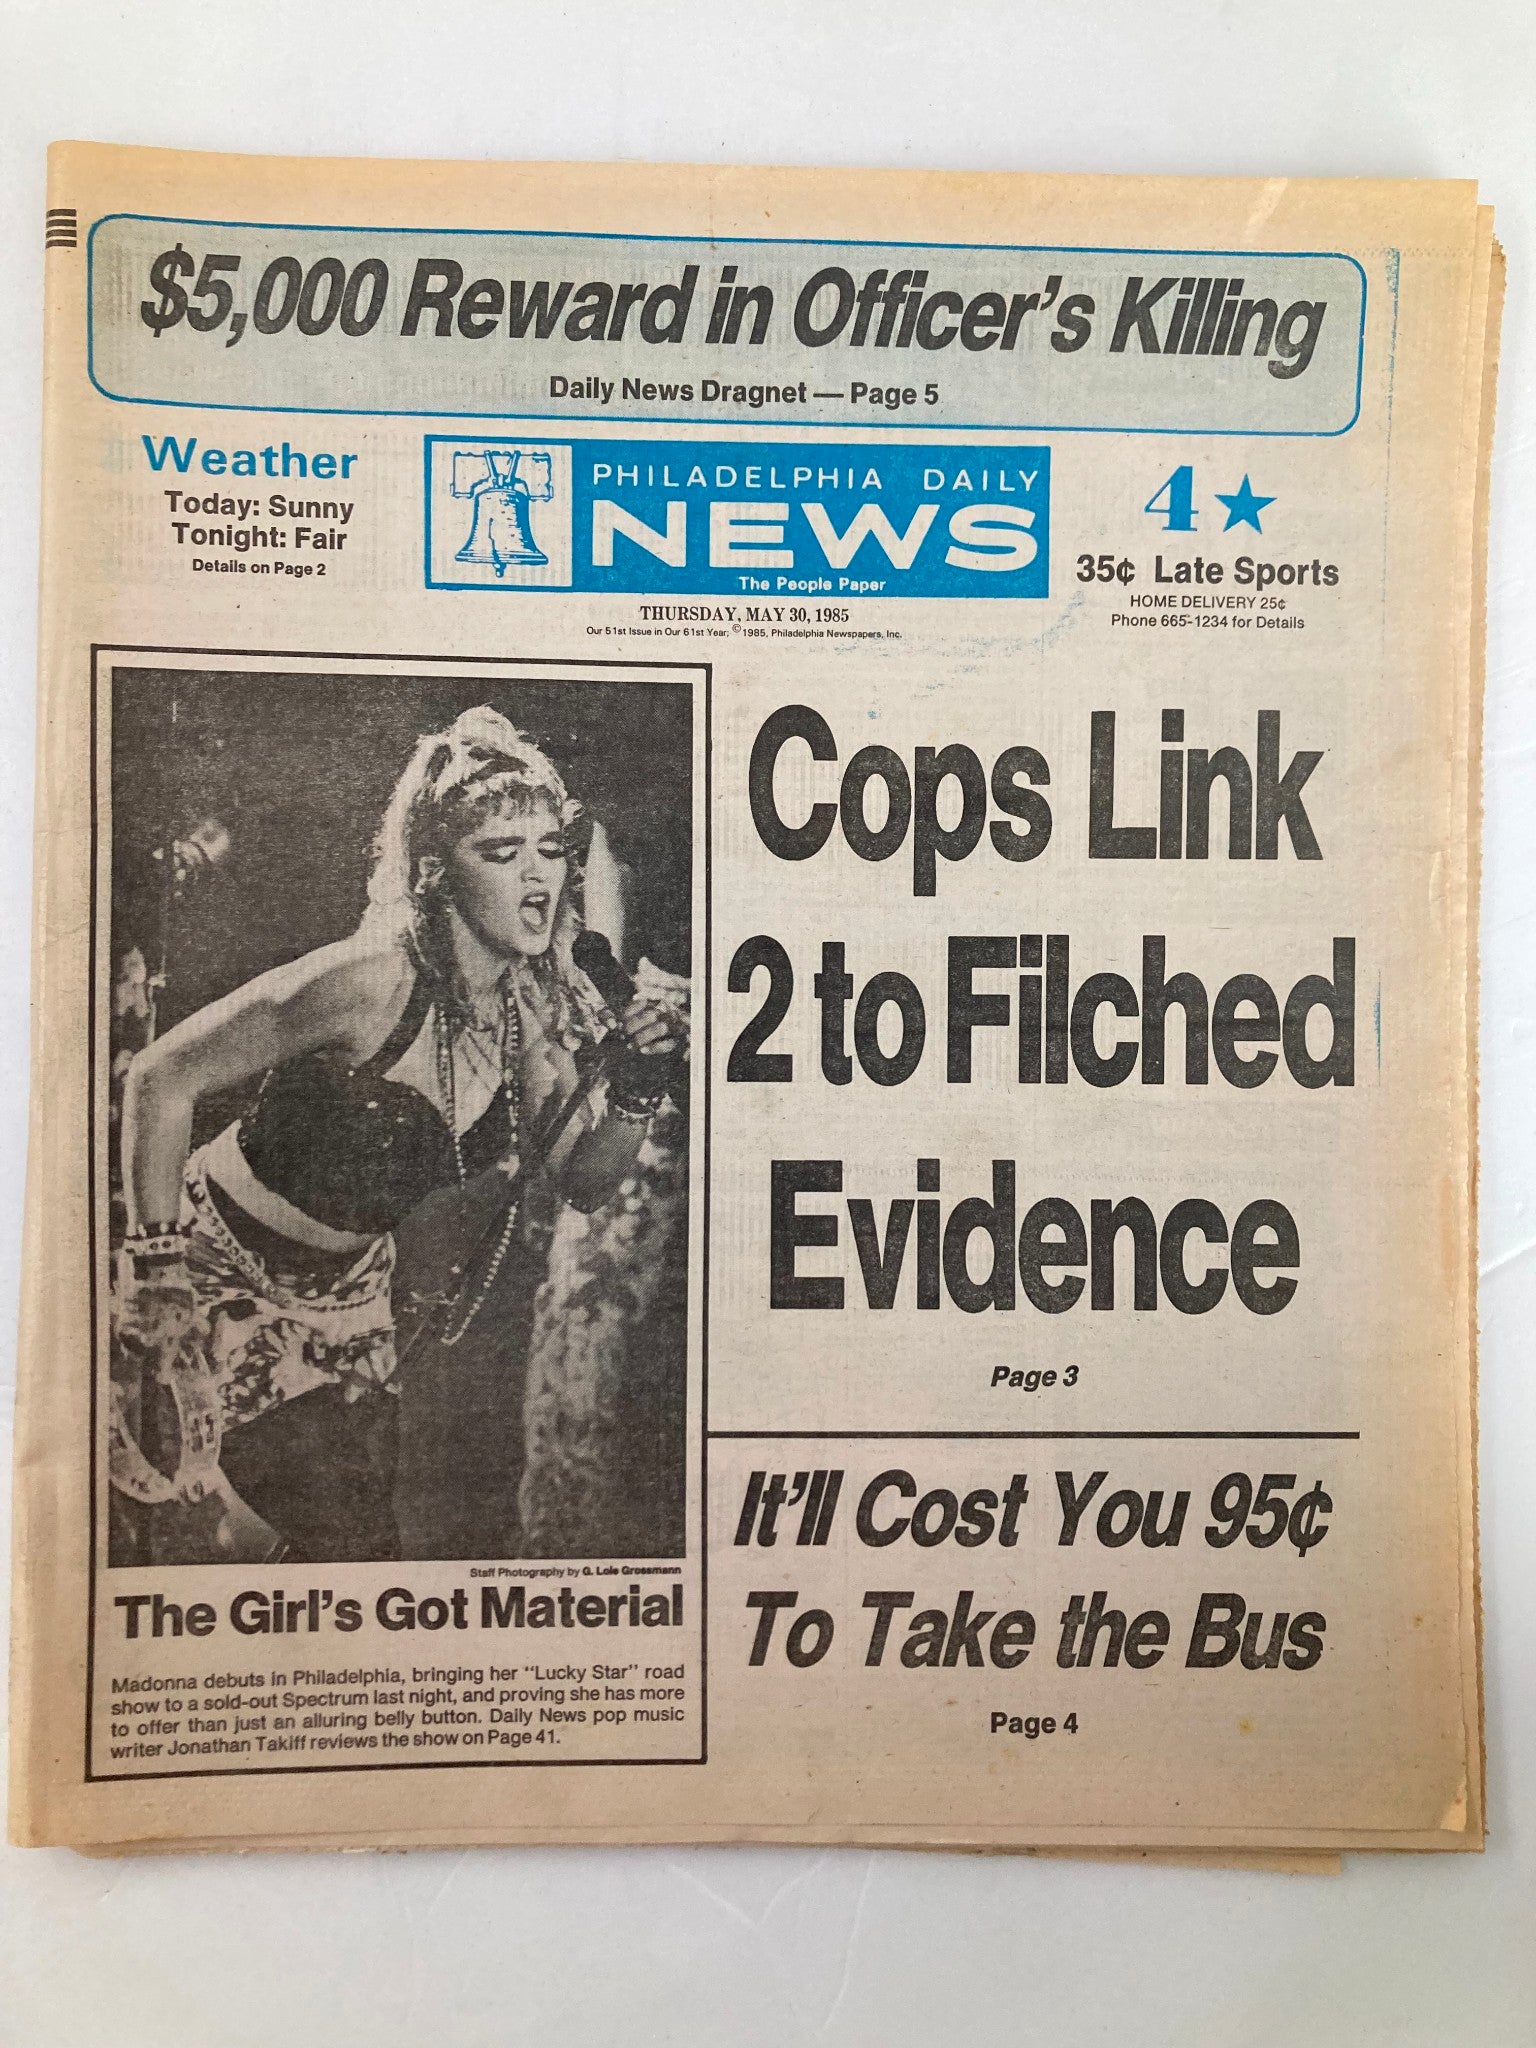 $5,000 Reward in Officer's Killing
Daily News Dragnet — Page 5
Weather
Today: Sunny
Tonight: Fair
Details on Page 2
PHILADELPHIA DAILY
NEWS
The People Paper
4★
35¢ Late Sports
HOME DELIVERY 25¢
Phone 665-1234 for Details
THURSDAY, MAY 30, 1985
Our 51st Issue in Our 61st Year; ©1985, Philadelphia Newspapers, Inc.
Cops Link
2 to Filched
Evidence
Page 3
It'll Cost You 95¢
To Take the Bus
Page 4
Staff Photography by G. Lois Grossmann
The Girl's Got Material
Madonna debuts in Philadelphia, bringing her "Lucky Star" road
show to a sold-out Spectrum last night, and proving she has more
to offer than just an alluring belly button. Daily News pop music
writer Jonathan Takiff reviews the show on Page 41.